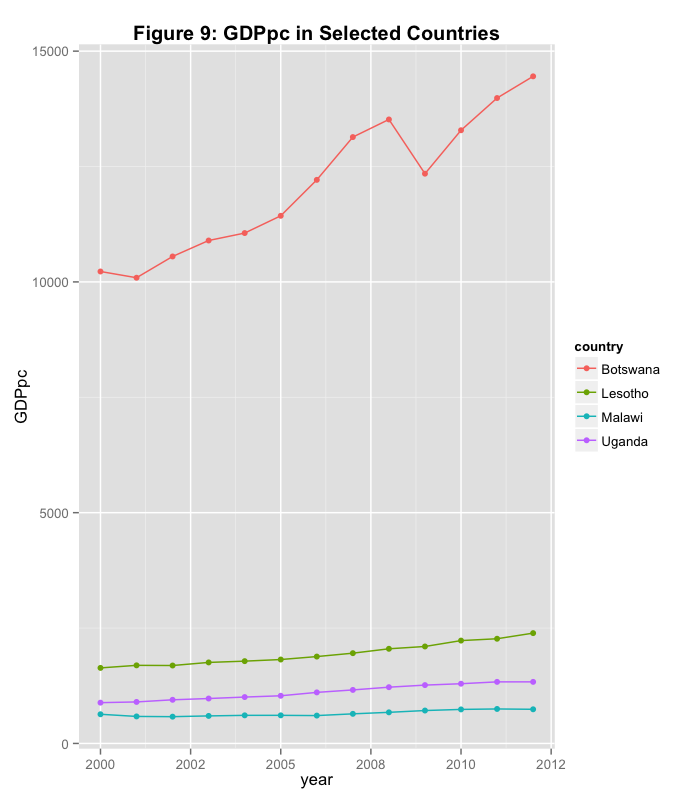 Figure 9: GDPpc in Selected Countries
15000
10000
5000
0
GDPpc
2000 2002 2005 2008 2010 2012
year
country
Botswana
Lesotho
Malawi
Uganda